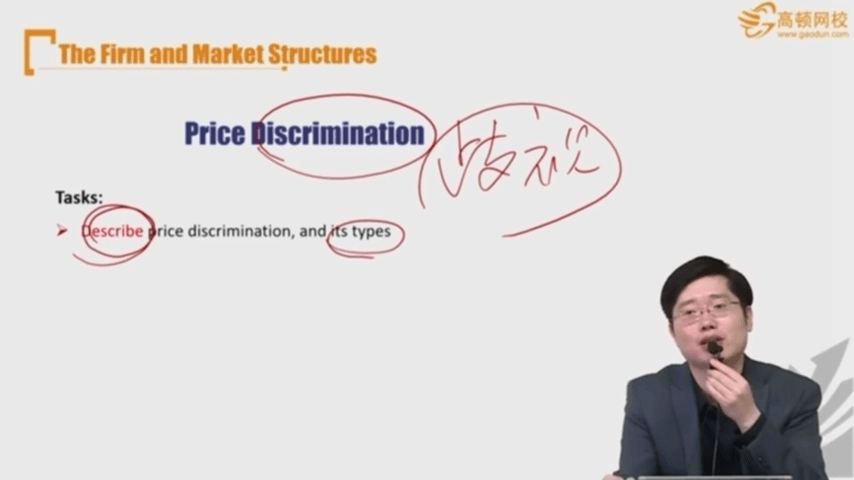 高顿网校
www.gaodun.com
The Firm and Market Structures
Price Discrimination
歧视
Tasks:
➢ Describe price discrimination, and its types